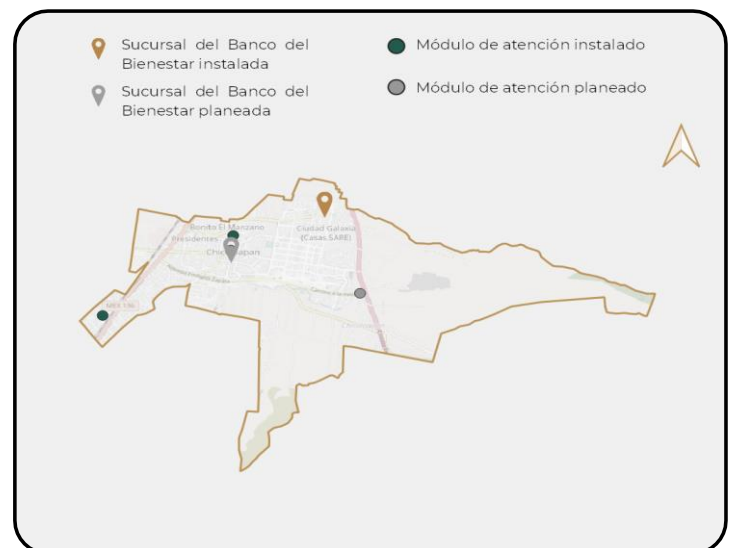 Sucursal del Banco del
Bienestar instalada
Sucursal del Banco del
Bienestar planeada
Módulo de atención instalado
Módulo de atención planeado
Bonito El Manzano
Presidentes
Ciudad Galaxia
(Casas SARE)